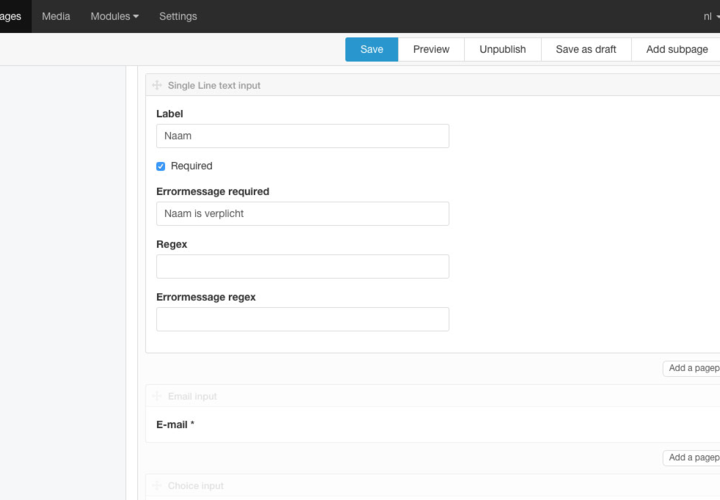 ages Media Modules Settings nl
Save Preview Unpublish Save as draft Add subpage
Single Line text input
Label
Naam
Required
Errormessage required
Naam is verplicht
Regex
Errormessage regex
Add a pagep
Email input
E-mail *
Add a pagep
Choice input